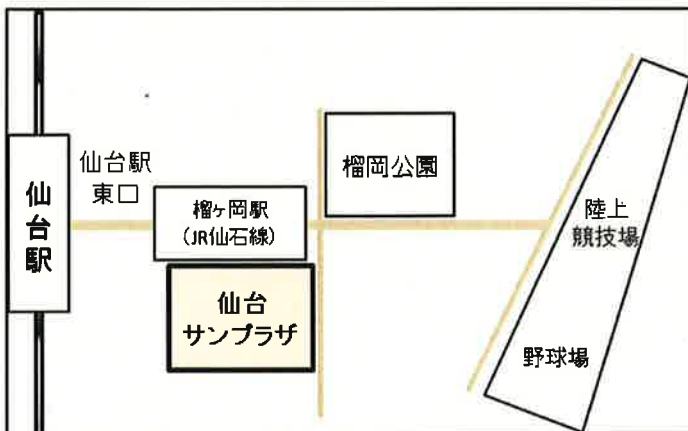 仙台駅
仙台駅
東口
榴ヶ岡駅
(JR仙石線)
仙台
サンプラザ
榴岡公園
陸上
競技場
野球場